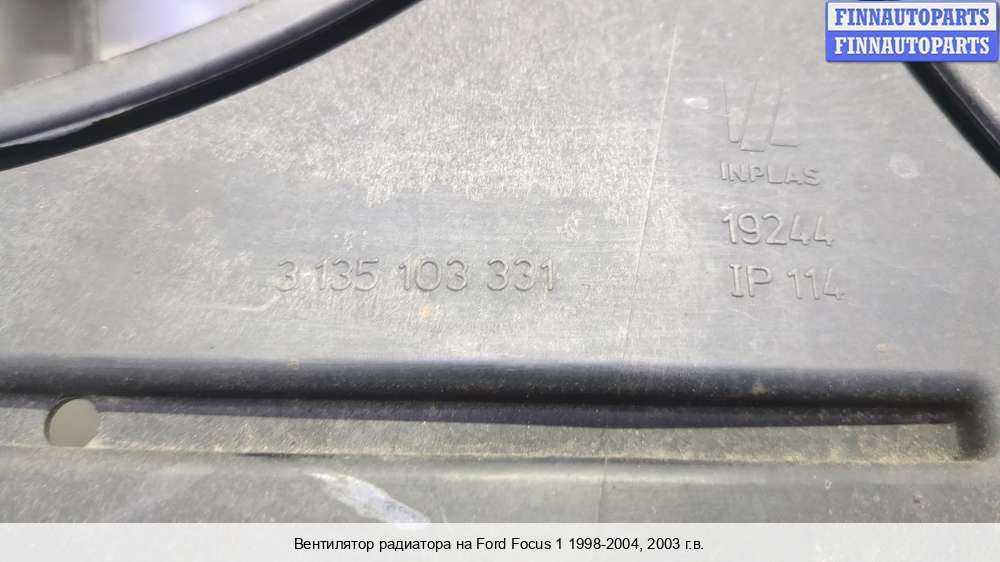 FINNAUTOPARTS
FINNAUTOPARTS
INPLAS
19244
3 135 103 331
IP 114
Вентилятор радиатора на Ford Focus 1 1998-2004, 2003 г.в.